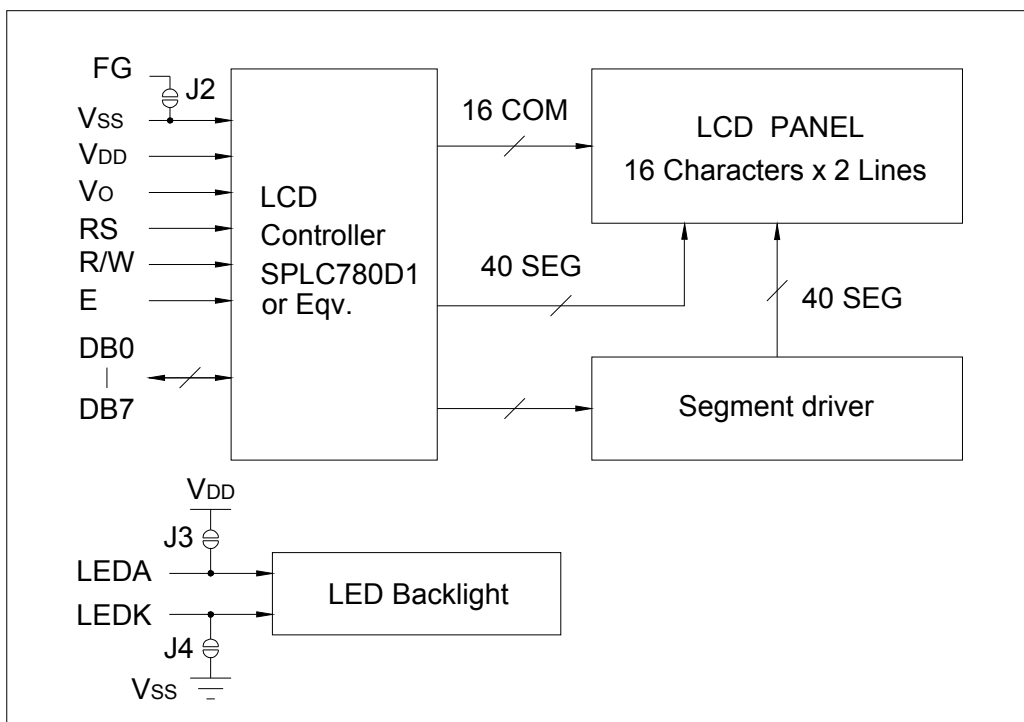 FG
J2
VSS
VDD
VO
RS
R/W
E
DB0
DB7
LCD
Controller
SPLC780D1
or Eqv.
16 COM
40 SEG
LCD PANEL
16 Characters x 2 Lines
40 SEG
Segment driver
VDD
J3
LEDA
LEDK
J4
VSS
LED Backlight